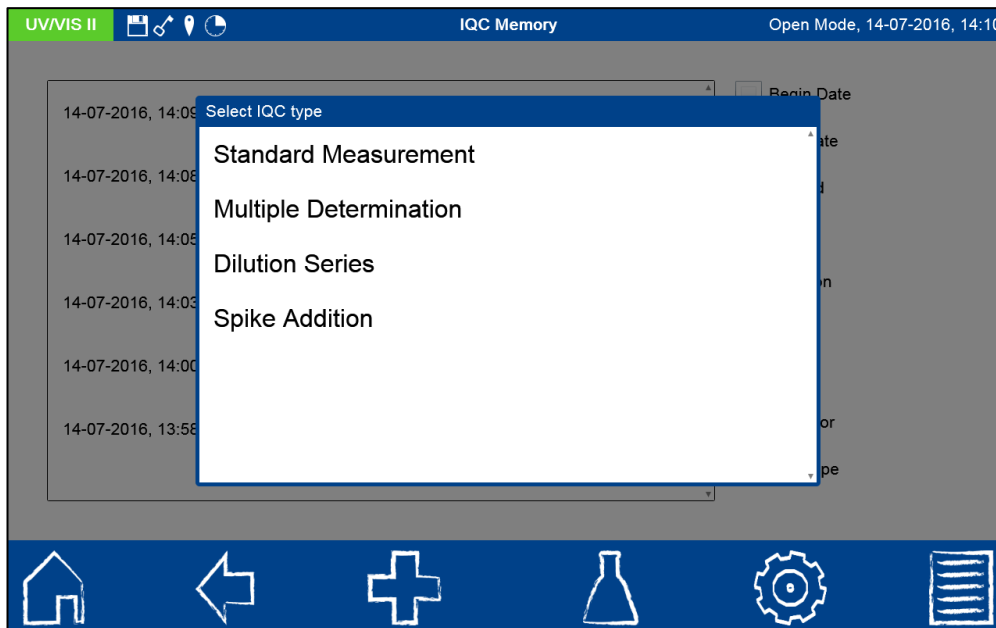 UV/VIS II IQC Memory Open Mode, 14-07-2016, 14:10
Begin Date
14-07-2016, 14:09
Select IQC type
Standard Measurement
Multiple Determination
Dilution Series
Spike Addition
14-07-2016, 14:08
14-07-2016, 14:05
14-07-2016, 14:03
14-07-2016, 14:00
14-07-2016, 13:58